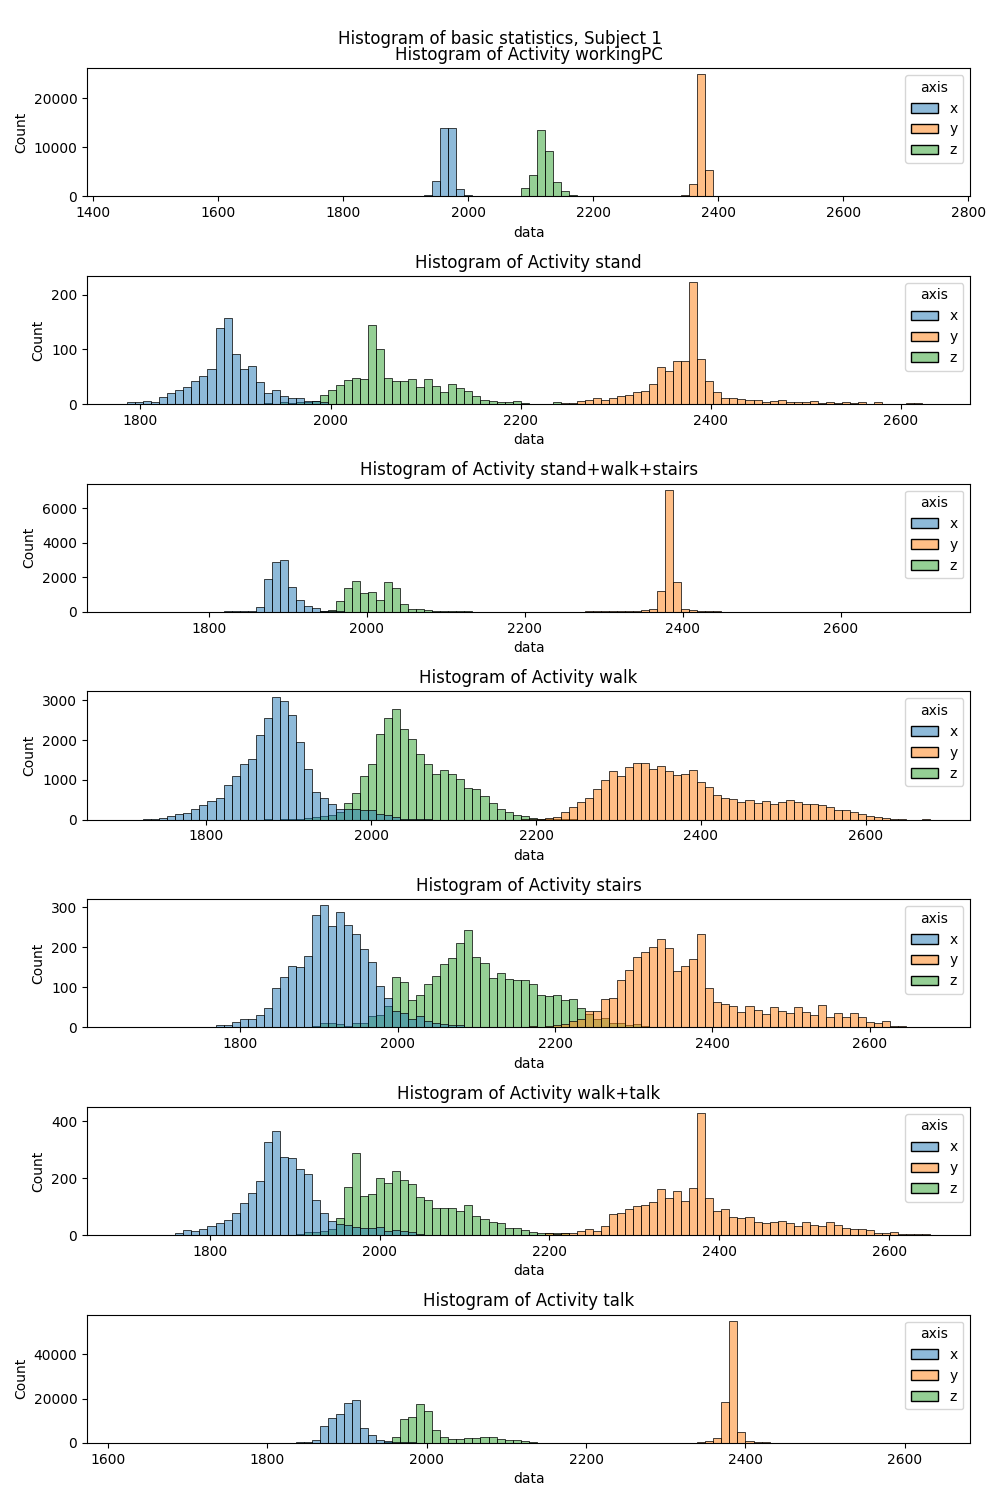 Histogram of basic statistics, Subject 1
Histogram of Activity workingPC
Count
20000
10000
0
axis
x
y
z
1400 1600 1800 2000 2200 2400 2600 2800
data
Histogram of Activity stand
Count
200
100
0
axis
x
y
z
1800 2000 2200 2400 2600
data
Histogram of Activity stand+walk+stairs
Count
6000
4000
2000
0
axis
x
y
z
1800 2000 2200 2400 2600
data
Histogram of Activity walk
Count
3000
2000
1000
0
axis
x
y
z
1800 2000 2200 2400 2600
data
Histogram of Activity stairs
Count
300
200
100
0
axis
x
y
z
1800 2000 2200 2400 2600
data
Histogram of Activity walk+talk
Count
400
200
0
axis
x
y
z
1800 2000 2200 2400 2600
data
Histogram of Activity talk
Count
40000
20000
0
axis
x
y
z
1600 1800 2000 2200 2400 2600
data